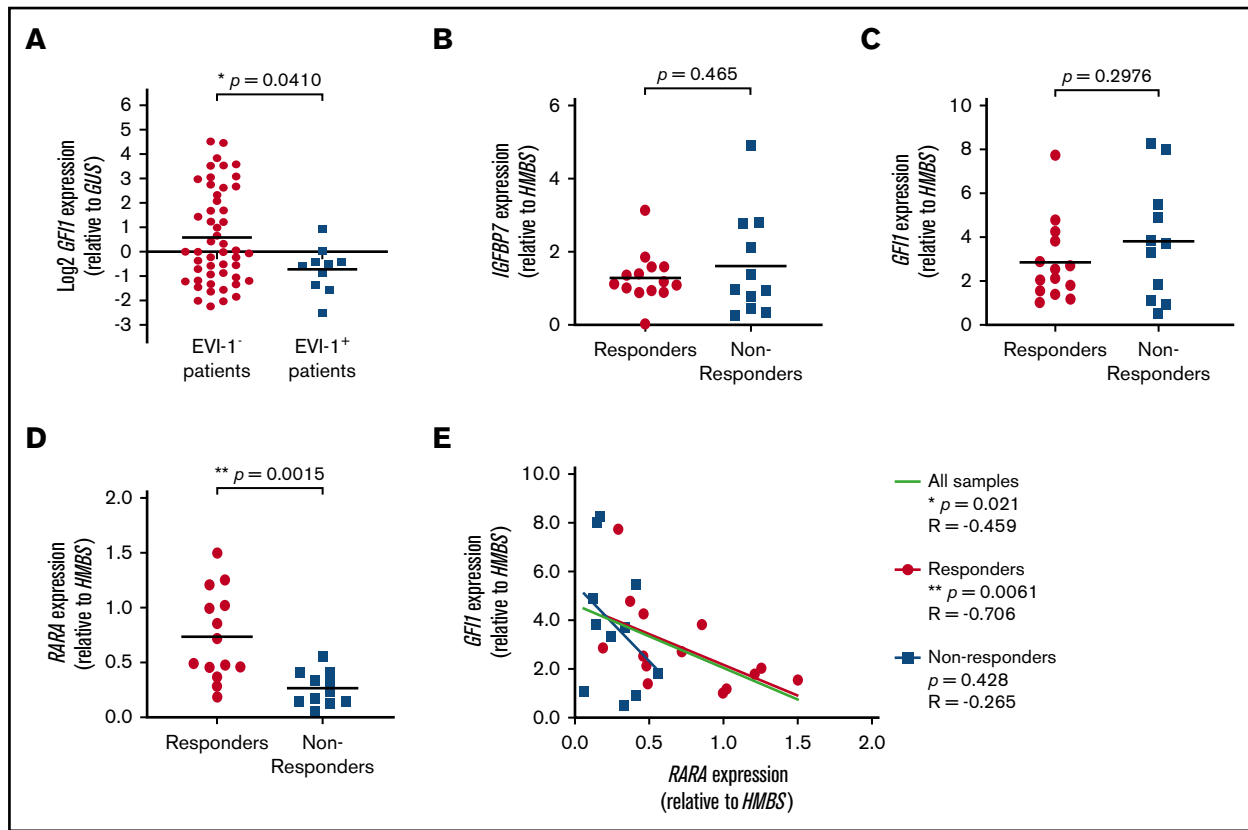 A
* p = 0.0410
Log2 GFI1 expression
(relative to GUS)
6
5
4
3
2
1
0
-1
-2
-3
EVI-1⁻
patients
EVI-1⁺
patients
B
p = 0.465
IGFBP7 expression
(relative to HMBS)
6
4
2
0
Responders
Non-
Responders
C
p = 0.2976
GFI1 expression
(relative to HMBS)
10
8
6
4
2
0
Responders
Non-
Responders
D
** p = 0.0015
RARA expression
(relative to HMBS)
2.0
1.5
1.0
0.5
0.0
Responders
Non-
Responders
E
GFI1 expression
(relative to HMBS)
10.0
8.0
6.0
4.0
2.0
0.0
0.0 0.5 1.0 1.5 2.0
RARA expression
(relative to HMBS)
All samples
* p = 0.021
R = -0.459
Responders
** p = 0.0061
R = -0.706
Non-responders
p = 0.428
R = -0.265